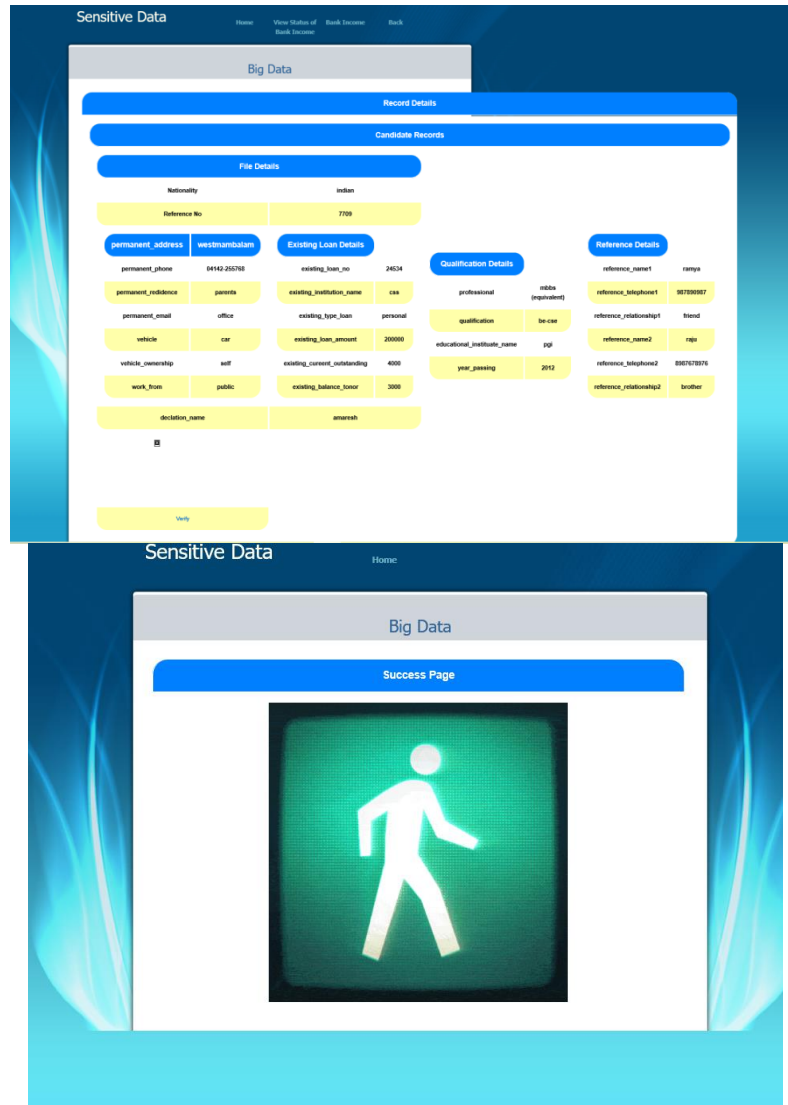 Sensitive Data
Home View Status of Bank Income Bank Income Back
Big Data
Record Details
Candidate Records
File Details
Nationality indian
Reference No 7709
permanent_address westmambalam
permanent_phone 04142-255768
permanent_redidence parents
permanent_email office
vehicle car
vehicle_ownership self
work_from public
Existing Loan Details
existing_loan_no 24534
existing_institution_name cas
existing_type_loan personal
existing_loan_amount 200000
existing_cureent_outstanding 4000
existing_balance_tonor 3000
Qualification Details
professional mbbs (equivalent)
qualification be-cse
educational_instituate_name pgi
year_passing 2012
Reference Details
reference_name1 ramya
reference_telephone1 987890987
reference_relationship1 friend
reference_name2 raju
reference_telephone2 8987678976
reference_relationship2 brother
declation_name amaresh
Verify
Sensitive Data
Home
Big Data
Success Page